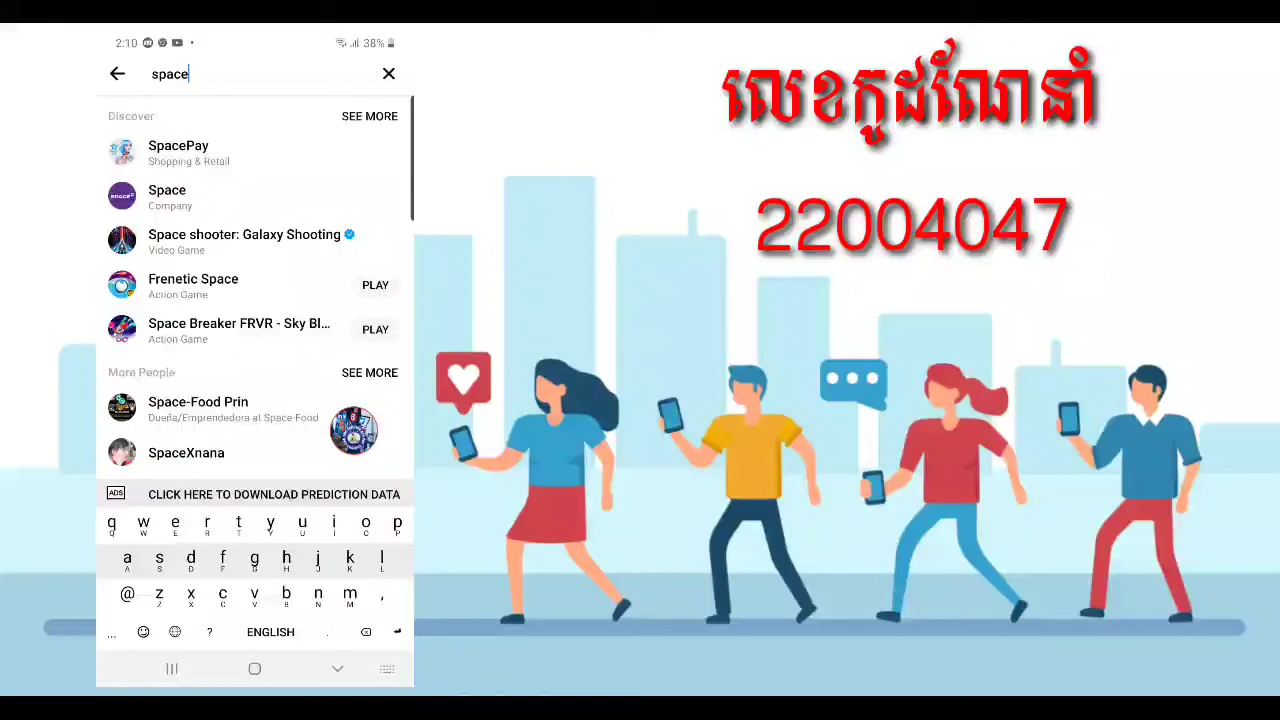 2:10
38%
space
Discover
SEE MORE
SpacePay
Shopping & Retail
Space
Company
Space shooter: Galaxy Shooting
Video Game
Frenetic Space
Action Game
PLAY
Space Breaker FRVR - Sky Bl...
Action Game
PLAY
More People
SEE MORE
Space-Food Prin
Dueña/Emprendedora at Space-Food
SpaceXnana
ADS
CLICK HERE TO DOWNLOAD PREDICTION DATA
q w e r t y u i o p
Q W E R T Y U I O P
a s d f g h j k l
A S D F G H J K L
@ z x c v b n m ,
Z X C V B N M
... ? ENGLISH .
លេខកូដណែនាំ
22004047